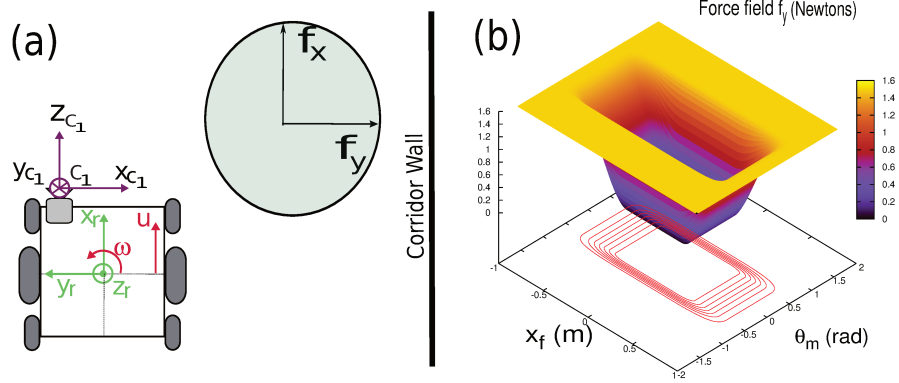 (a)
f_x
f_y
Corridor Wall
z_C_1
y_C_1
C_1
x_C_1
x_r
u
ω
y_r
z_r
(b)
Force field f_y (Newtons)
1.6
1.4
1.2
1
0.8
0.6
0.4
0.2
0
1.6
1.4
1.2
1
0.8
0.6
0.4
0.2
0
-1
-0.5
0
0.5
1
x_f (m)
-2
-1.5
-1
-0.5
0
0.5
1
1.5
2
θ_m (rad)